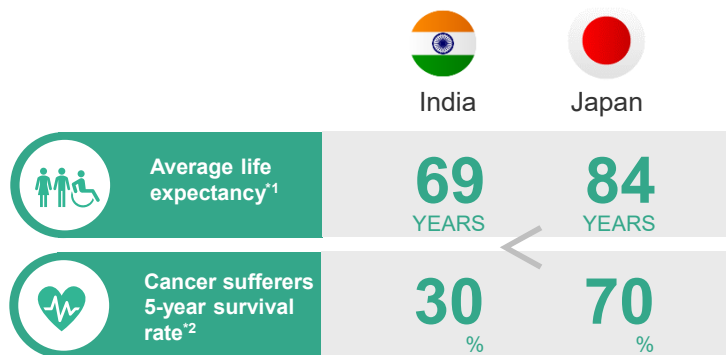 India Japan
Average life
expectancy*1
69 84
YEARS YEARS
<
Cancer sufferers
5-year survival
rate*2
30 70
% %